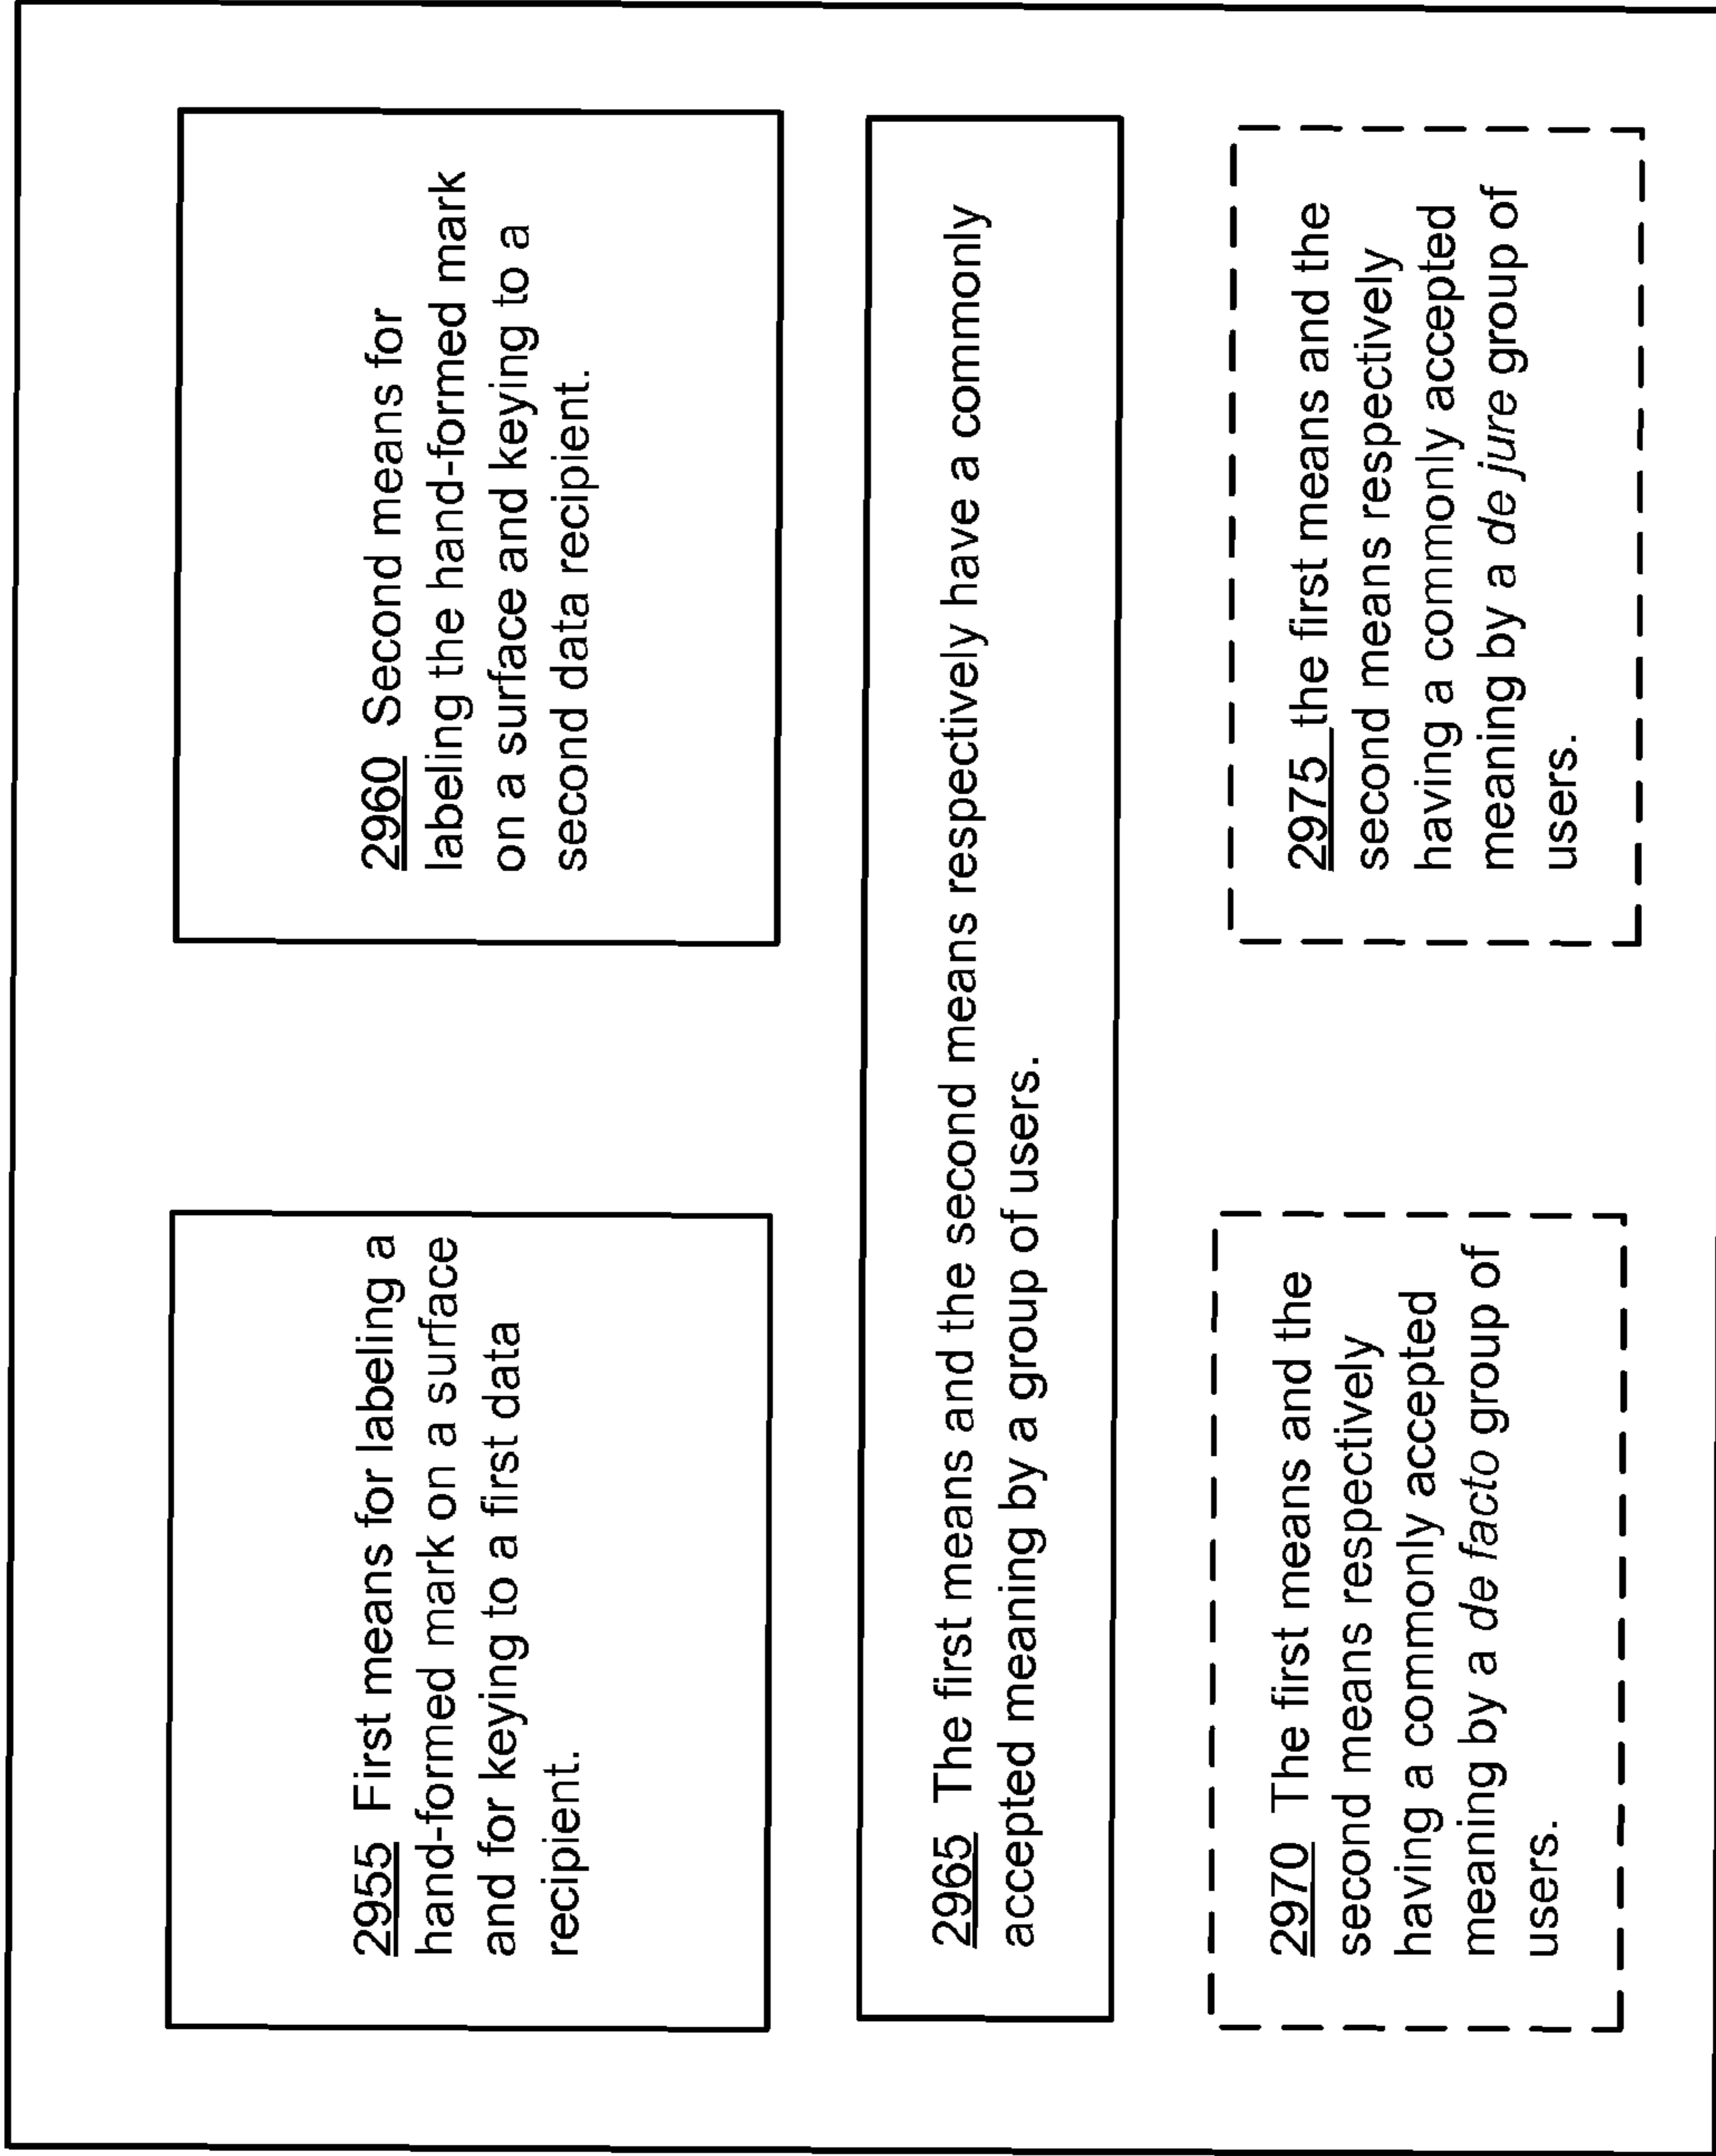 2955 First means for labeling a
hand-formed mark on a surface
and for keying to a first data
recipient.
2960 Second means for
labeling the hand-formed mark
on a surface and keying to a
second data recipient.
2965 The first means and the second means respectively have a commonly
accepted meaning by a group of users.
2970 The first means and the
second means respectively
having a commonly accepted
meaning by a de facto group of
users.
2975 the first means and the
second means respectively
having a commonly accepted
meaning by a de jure group of
users.